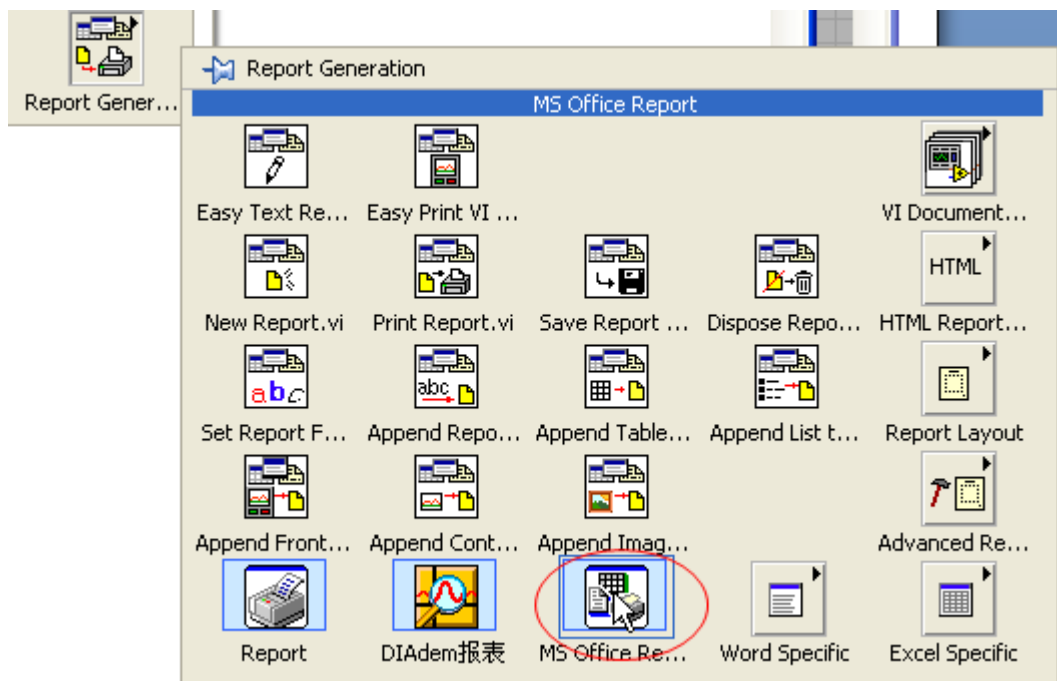 Report Generation
Report Gener...
MS Office Report
Easy Text Re... Easy Print VI ... VI Document...
HTML
New Report.vi Print Report.vi Save Report ... Dispose Repo... HTML Report...
abc abc
Set Report F... Append Repo... Append Table... Append List t... Report Layout
Append Front... Append Cont... Append Imag... Advanced Re...
Report DIAdem报表 MS Office Re... Word Specific Excel Specific